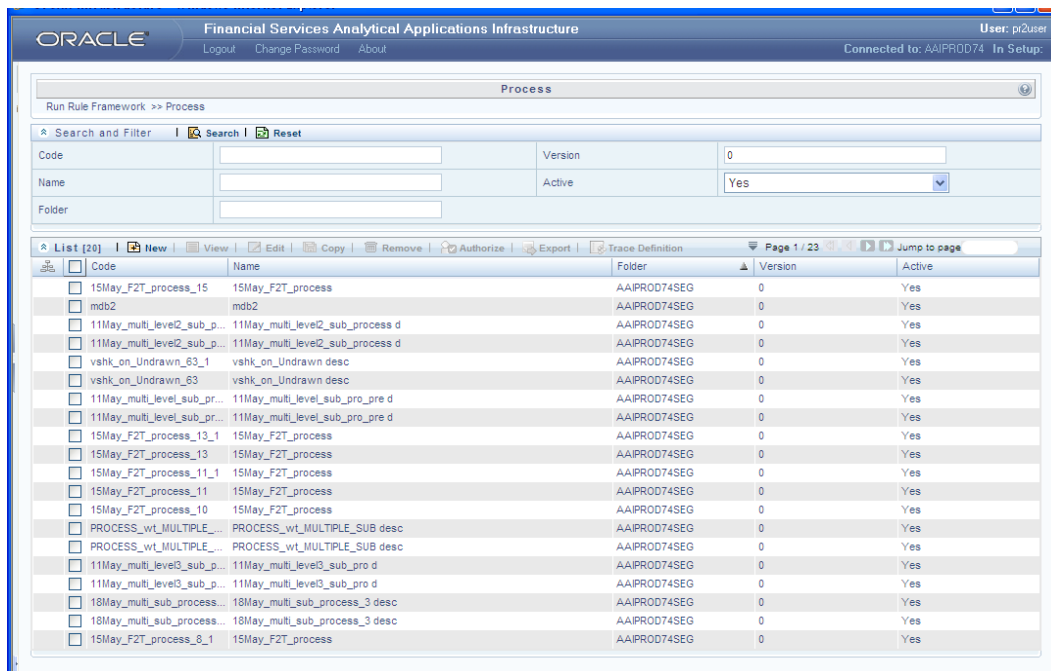 ORACLE
Financial Services Analytical Applications Infrastructure
User: pr2user
Logout Change Password About
Connected to: AAIPROD74 In Setup:
Process
Run Rule Framework >> Process
Search and Filter | Search | Reset
Code Version 0
Name Active Yes
Folder
List [20] | New | View | Edit | Copy | Remove | Authorize | Export | Trace Definition Page 1 / 23 Jump to page
Code Name Folder Version Active
15May_F2T_process_15 15May_F2T_process AAIPROD74SEG 0 Yes
mdb2 mdb2 AAIPROD74SEG 0 Yes
11May_multi_level2_sub_p... 11May_multi_level2_sub_process d AAIPROD74SEG 0 Yes
11May_multi_level2_sub_p... 11May_multi_level2_sub_process d AAIPROD74SEG 0 Yes
vshk_on_Undrawn_63_1 vshk_on_Undrawn desc AAIPROD74SEG 0 Yes
vshk_on_Undrawn_63 vshk_on_Undrawn desc AAIPROD74SEG 0 Yes
11May_multi_level_sub_pr... 11May_multi_level_sub_pro_pre d AAIPROD74SEG 0 Yes
11May_multi_level_sub_pr... 11May_multi_level_sub_pro_pre d AAIPROD74SEG 0 Yes
15May_F2T_process_13_1 15May_F2T_process AAIPROD74SEG 0 Yes
15May_F2T_process_13 15May_F2T_process AAIPROD74SEG 0 Yes
15May_F2T_process_11_1 15May_F2T_process AAIPROD74SEG 0 Yes
15May_F2T_process_11 15May_F2T_process AAIPROD74SEG 0 Yes
15May_F2T_process_10 15May_F2T_process AAIPROD74SEG 0 Yes
PROCESS_wt_MULTIPLE_... PROCESS_wt_MULTIPLE_SUB desc AAIPROD74SEG 0 Yes
PROCESS_wt_MULTIPLE_... PROCESS_wt_MULTIPLE_SUB desc AAIPROD74SEG 0 Yes
11May_multi_level3_sub_p... 11May_multi_level3_sub_pro d AAIPROD74SEG 0 Yes
11May_multi_level3_sub_p... 11May_multi_level3_sub_pro d AAIPROD74SEG 0 Yes
18May_multi_sub_process... 18May_multi_sub_process_3 desc AAIPROD74SEG 0 Yes
18May_multi_sub_process... 18May_multi_sub_process_3 desc AAIPROD74SEG 0 Yes
15May_F2T_process_8_1 15May_F2T_process AAIPROD74SEG 0 Yes